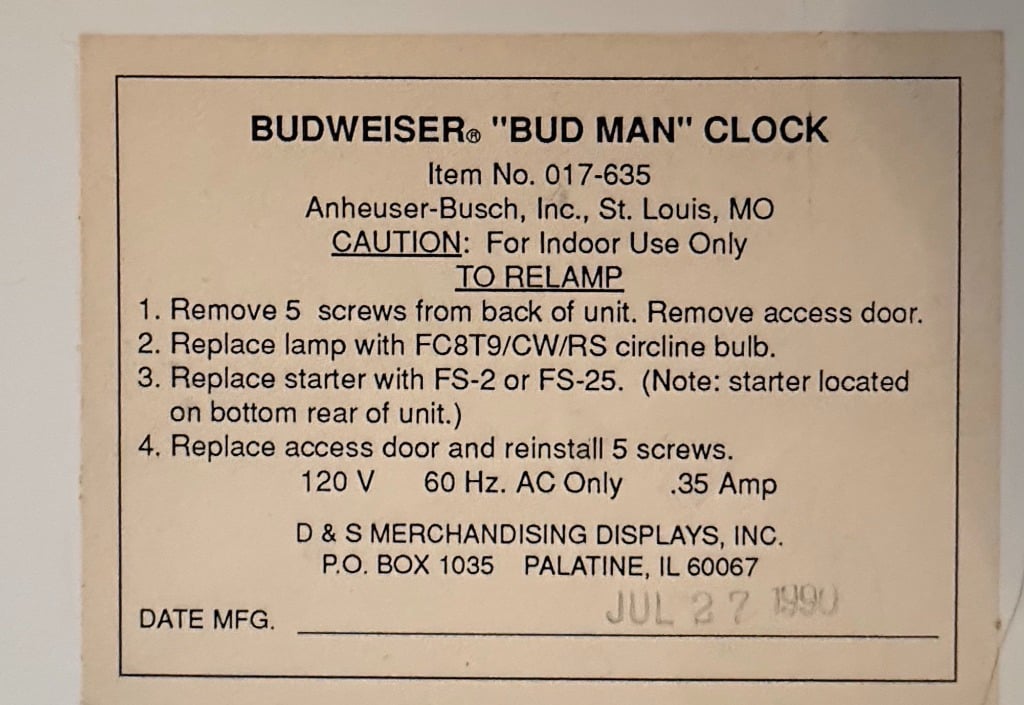 BUDWEISER® "BUD MAN" CLOCK
Item No. 017-635
Anheuser-Busch, Inc., St. Louis, MO
CAUTION: For Indoor Use Only
TO RELAMP
1. Remove 5 screws from back of unit. Remove access door.
2. Replace lamp with FC8T9/CW/RS circline bulb.
3. Replace starter with FS-2 or FS-25. (Note: starter located
on bottom rear of unit.)
4. Replace access door and reinstall 5 screws.
120 V 60 Hz. AC Only .35 Amp
D & S MERCHANDISING DISPLAYS, INC.
P.O. BOX 1035 PALATINE, IL 60067
DATE MFG. JUL 27 1990